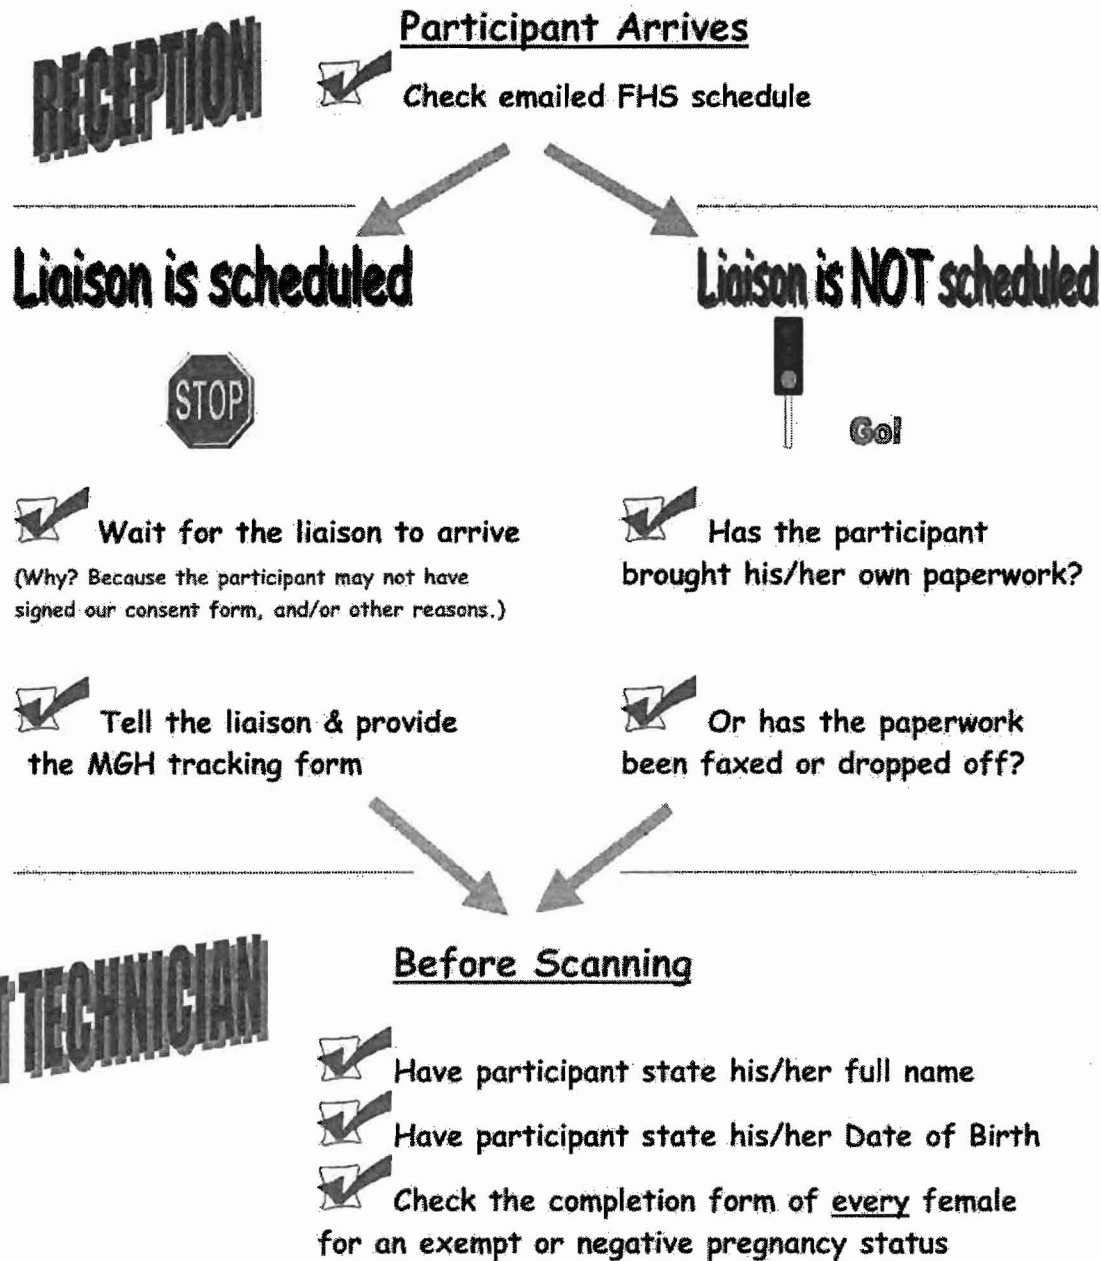 RECEPTION
Participant Arrives
Check emailed FHS schedule
Liaison is scheduled
Liaison is NOT scheduled
STOP
Go!
Wait for the liaison to arrive
(Why? Because the participant may not have
signed our consent form, and/or other reasons.)
Has the participant
brought his/her own paperwork?
Tell the liaison & provide
the MGH tracking form
Or has the paperwork
been faxed or dropped off?
T TECHNICIAN
Before Scanning
Have participant state his/her full name
Have participant state his/her Date of Birth
Check the completion form of every female
for an exempt or negative pregnancy status